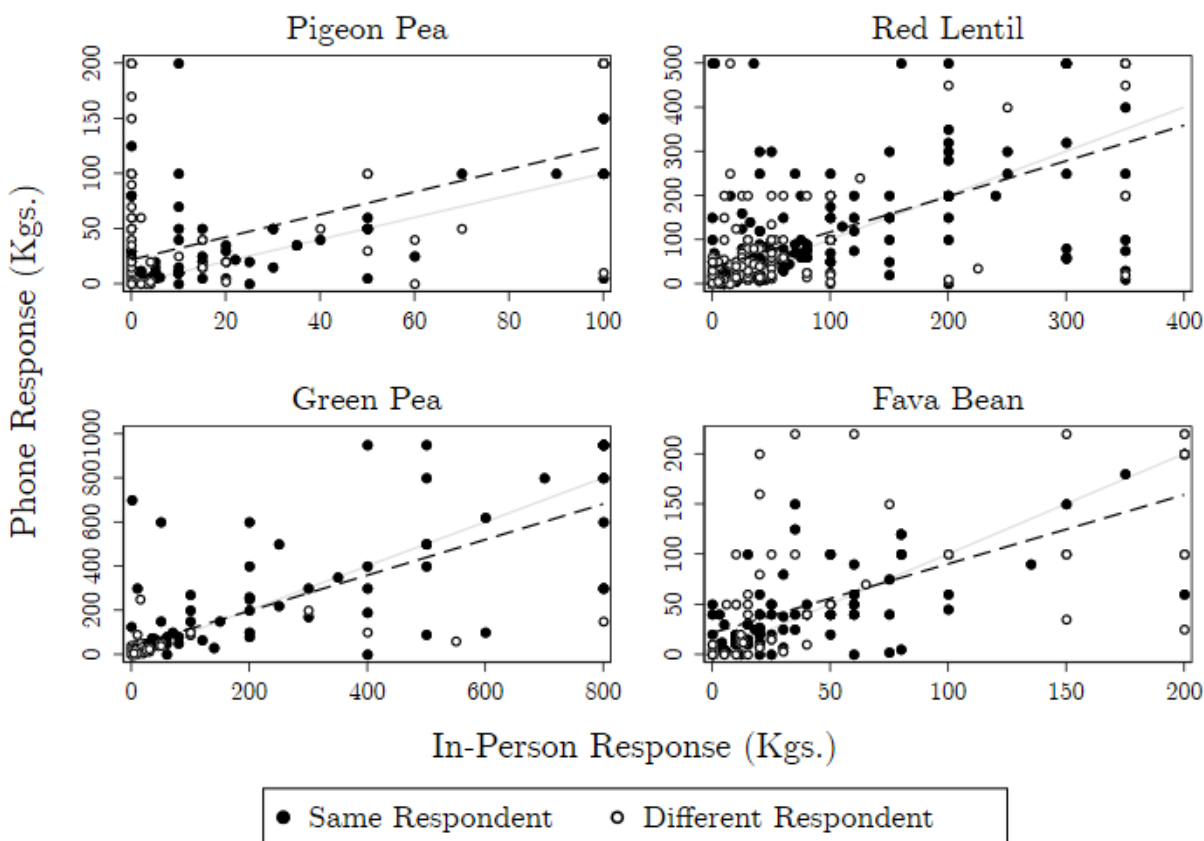 Pigeon Pea
Red Lentil
0 50 100 150 200
0 20 40 60 80 100
0 100 200 300 400 500
0 100 200 300 400
Phone Response (Kgs.)
Green Pea
Fava Bean
0 200 400 600 8001000
0 200 400 600 800
0 50 100 150 200
0 50 100 150 200
In-Person Response (Kgs.)
Same Respondent Different Respondent